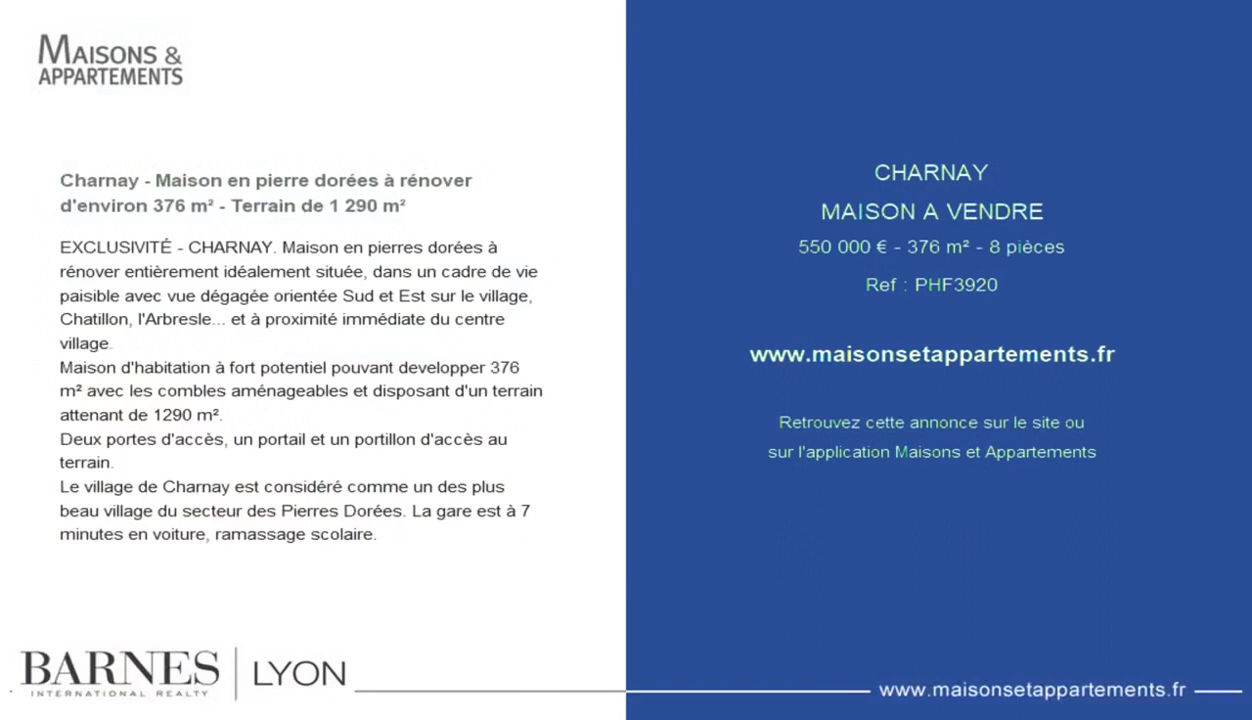 MAISONS &
APPARTEMENTS
Charnay - Maison en pierre dorées à rénover
d'environ 376 m² - Terrain de 1 290 m²
EXCLUSIVITÉ - CHARNAY. Maison en pierres dorées à
rénover entièrement idéalement située, dans un cadre de vie
paisible avec vue dégagée orientée Sud et Est sur le village,
Chatillon, l'Arbresle... et à proximité immédiate du centre
village.
Maison d'habitation à fort potentiel pouvant developper 376
m² avec les combles aménageables et disposant d'un terrain
attenant de 1290 m².
Deux portes d'accès, un portail et un portillon d'accès au
terrain.
Le village de Charnay est considéré comme un des plus
beau village du secteur des Pierres Dorées. La gare est à 7
minutes en voiture, ramassage scolaire.
BARNES
INTERNATIONAL REALTY
LYON
CHARNAY
MAISON A VENDRE
550 000 € - 376 m² - 8 pièces
Ref : PHF3920
www.maisonsetappartements.fr
Retrouvez cette annonce sur le site ou
sur l'application Maisons et Appartements
www.maisonsetappartements.fr